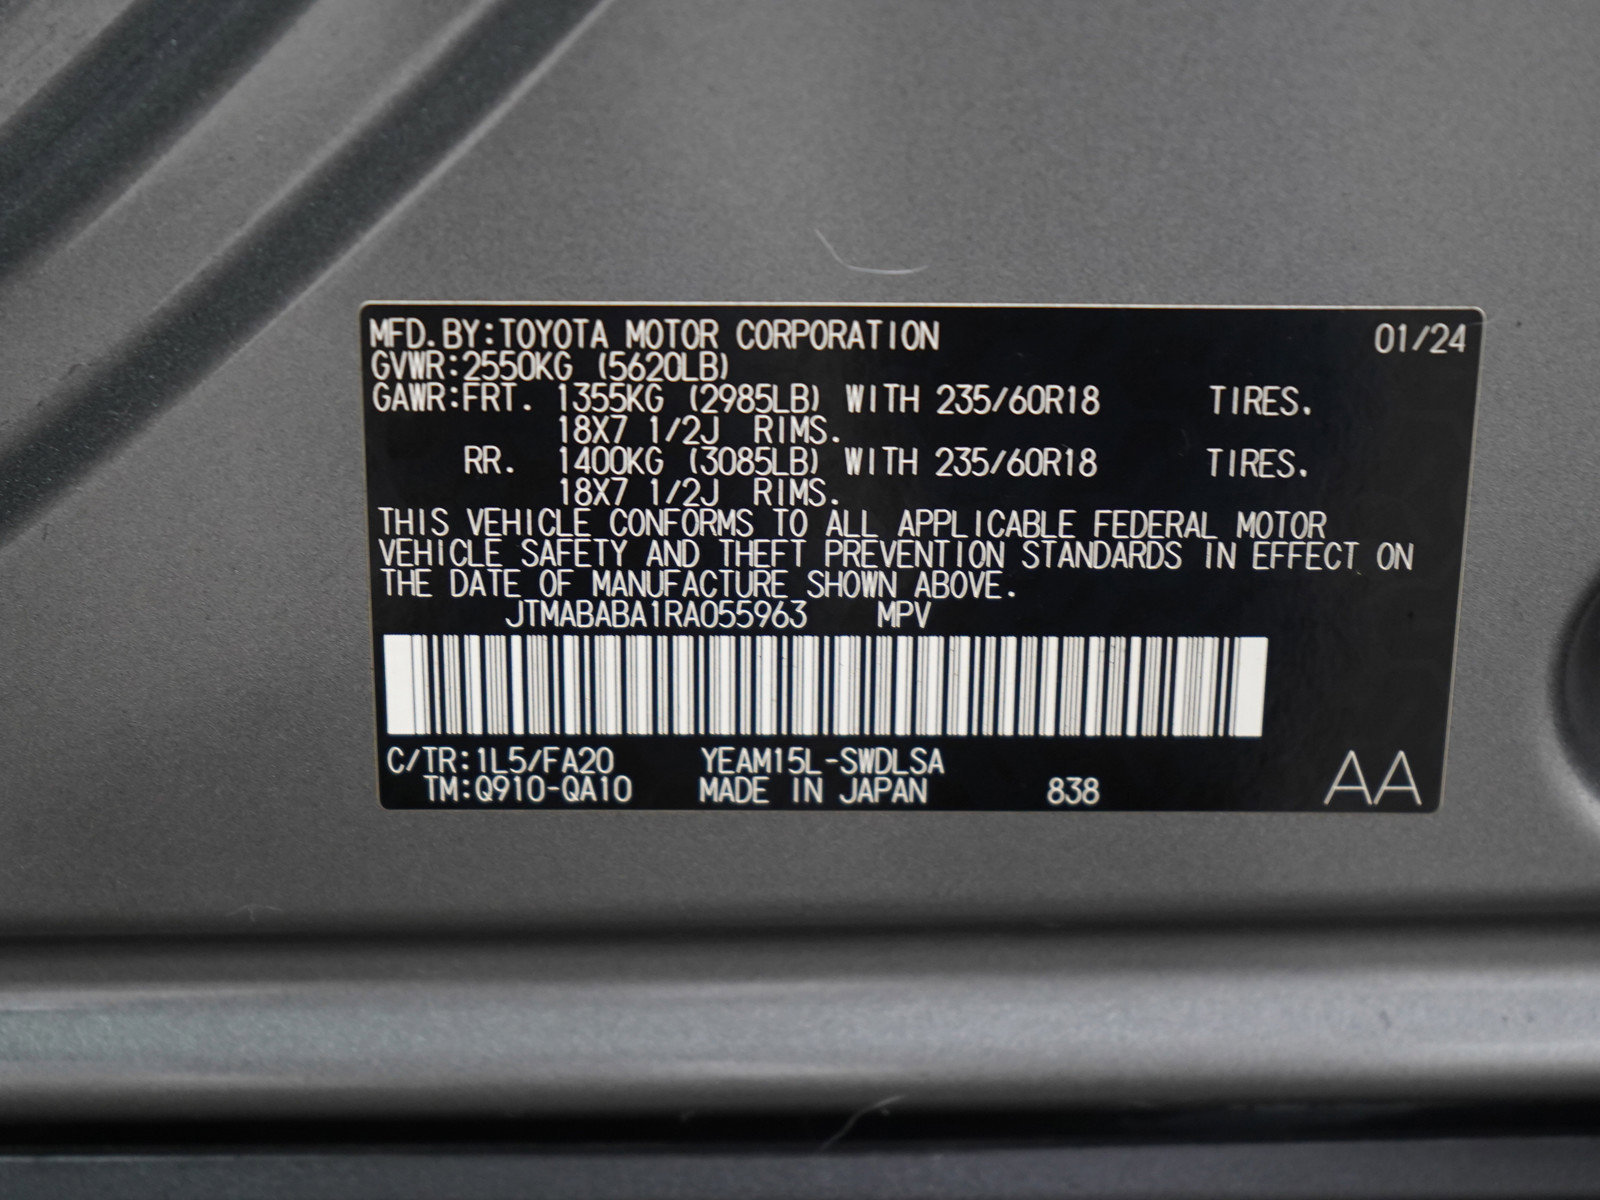 MFD.BY:TOYOTA MOTOR CORPORATION 01/24
GVWR:2550KG (5620LB)
GAWR:FRT. 1355KG (2985LB) WITH 235/60R18 TIRES.
18X7 1/2J RIMS.
RR. 1400KG (3085LB) WITH 235/60R18 TIRES.
18X7 1/2J RIMS.
THIS VEHICLE CONFORMS TO ALL APPLICABLE FEDERAL MOTOR
VEHICLE SAFETY AND THEFT PREVENTION STANDARDS IN EFFECT ON
THE DATE OF MANUFACTURE SHOWN ABOVE.
JTMABABA1RA055963 MPV
C/TR:1L5/FA20 YEAM15L-SWDLSA
TM:Q910-QA10 MADE IN JAPAN 838 AA